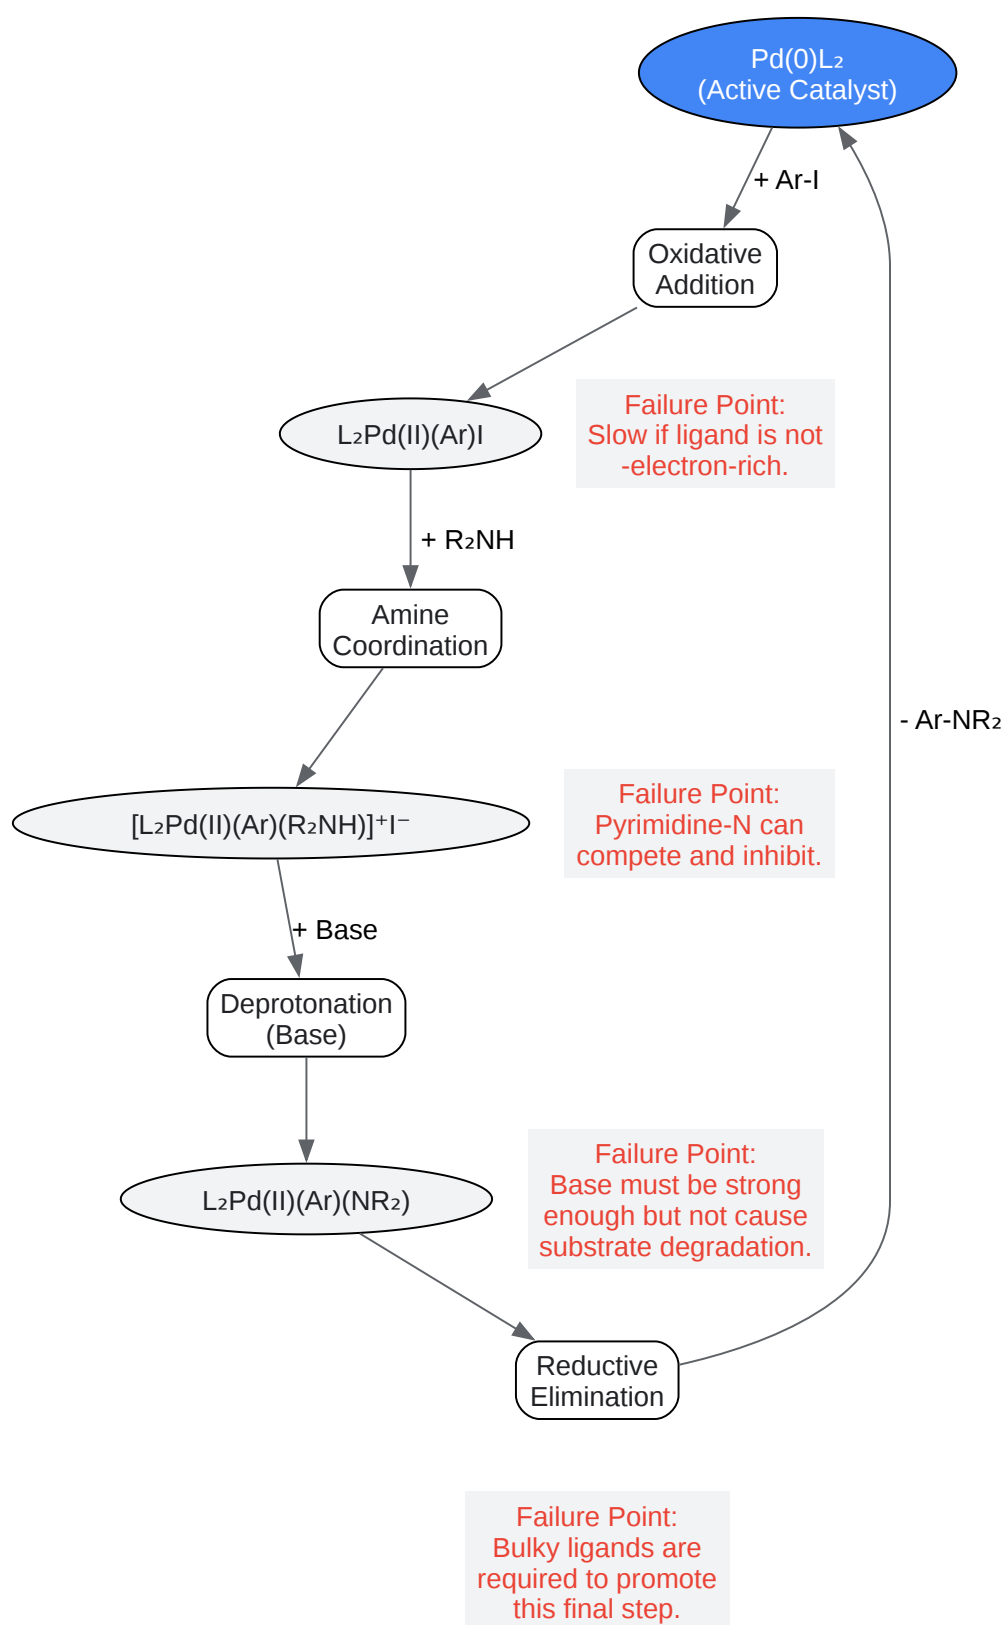 Pd(0)L₂
(Active Catalyst)
+ Ar-I
Oxidative
Addition
Failure Point:
Slow if ligand is not
-electron-rich.
L₂Pd(II)(Ar)I
+ R₂NH
Amine
Coordination
- Ar-NR₂
Failure Point:
Pyrimidine-N can
compete and inhibit.
[L₂Pd(II)(Ar)(R₂NH)]⁺I⁻
+ Base
Deprotonation
(Base)
Failure Point:
Base must be strong
enough but not cause
substrate degradation.
L₂Pd(II)(Ar)(NR₂)
Reductive
Elimination
Failure Point:
Bulky ligands are
required to promote
this final step.